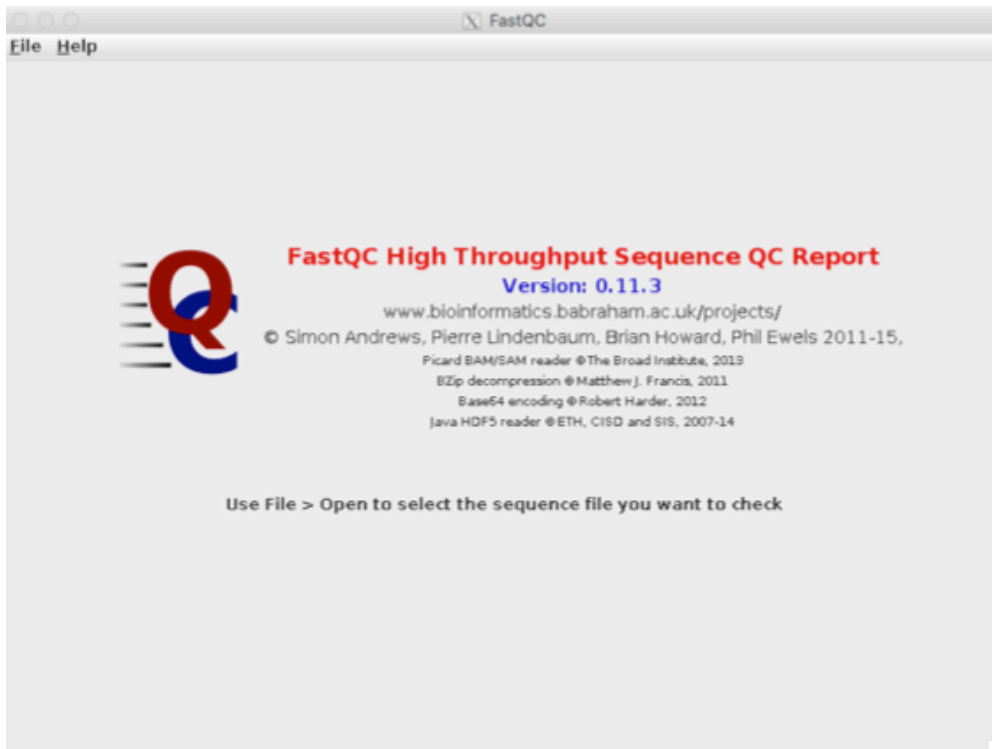 FastQC
File Help
QC
FastQC High Throughput Sequence QC Report
Version: 0.11.3
www.bioinformatics.babraham.ac.uk/projects/
© Simon Andrews, Pierre Lindenbaum, Brian Howard, Phil Ewels 2011-15,
Picard BAM/SAM reader ©The Broad Institute, 2013
BZip decompression ©Matthew J. Francis, 2011
Base64 encoding ©Robert Harder, 2012
Java HDF5 reader ©ETH, CISD and SIS, 2007-14
Use File > Open to select the sequence file you want to check